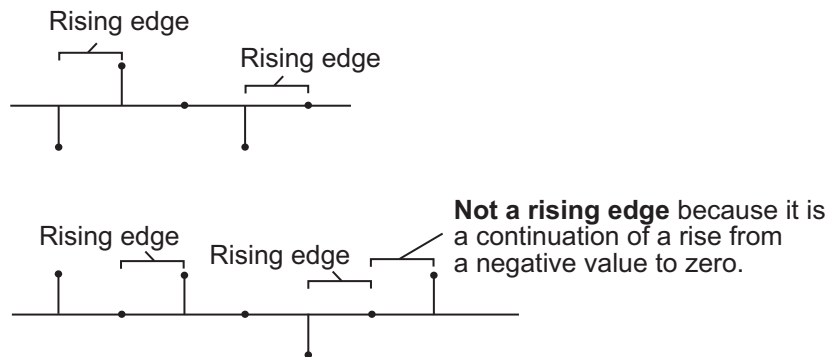 Rising edge
Rising edge
Not a rising edge because it is
a continuation of a rise from
a negative value to zero.
Rising edge
Rising edge